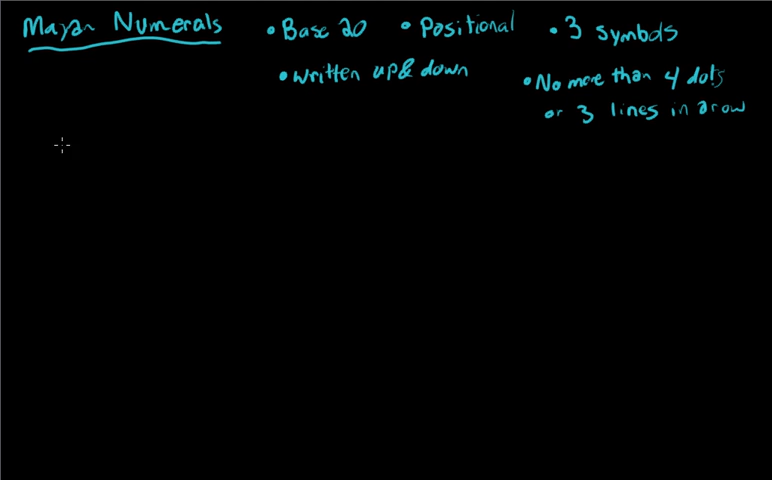 Mayan Numerals
• Base 20 • Positional • 3 symbols
• Written up & down
• No more than 4 dots
or 3 lines in a row